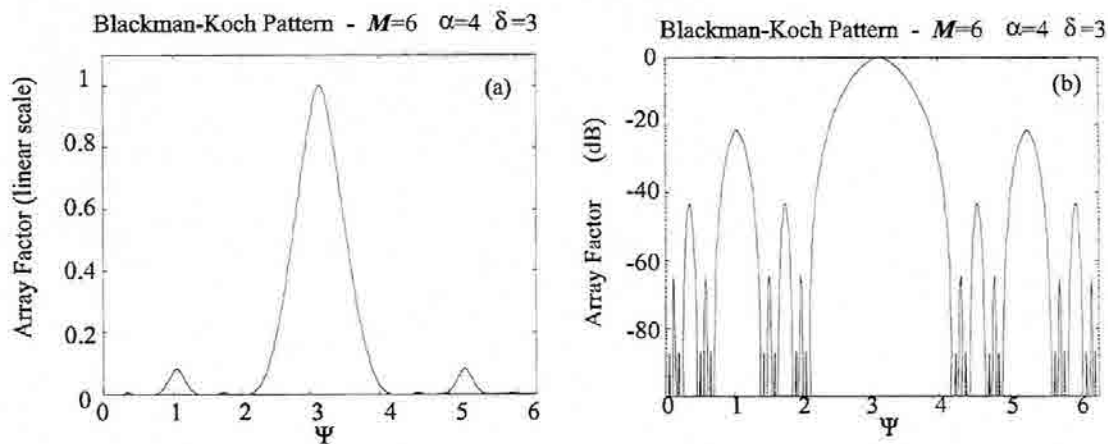 Blackman-Koch Pattern - M=6 α=4 δ=3
(a)
Array Factor (linear scale)
1
0.8
0.6
0.4
0.2
0
0 1 2 3 4 5 6
Ψ
Blackman-Koch Pattern - M=6 α=4 δ=3
(b)
Array Factor (dB)
0
-20
-40
-60
-80
0 1 2 3 4 5 6
Ψ